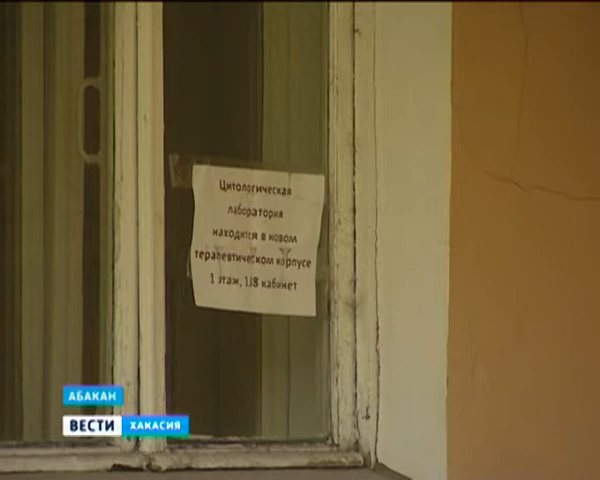 Цитологическая
лаборатория
находится в новом
терапевтическом корпусе
1 этаж, 118 кабинет
АБАКАН
ВЕСТИ ХАКАСИЯ